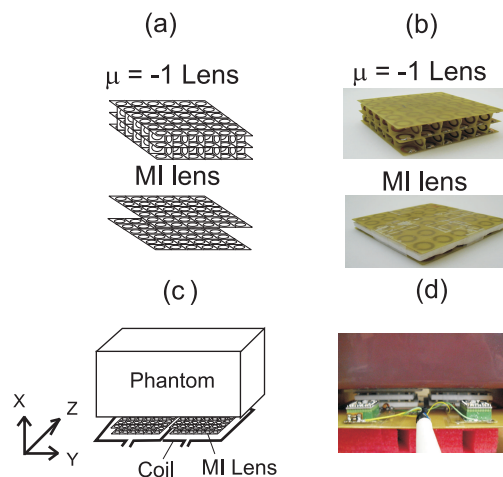 (a)
(b)
μ = -1 Lens
μ = -1 Lens
MI lens
MI lens
(c)
(d)
Phantom
X
Z
Y
Coil
MI Lens